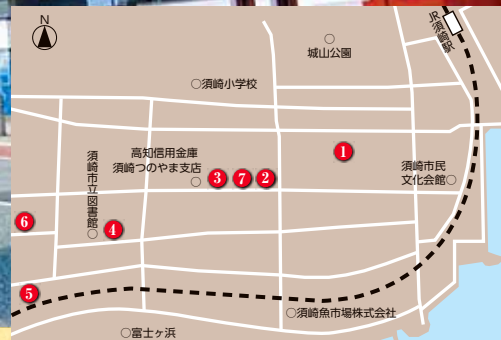 N
JR須崎駅
城山公園
須崎小学校
1
高知信用金庫
須崎つのやま支店
3
7
2
須崎市民
文化会館
須崎市立図書館
6
4
5
須崎魚市場株式会社
富士ヶ浜